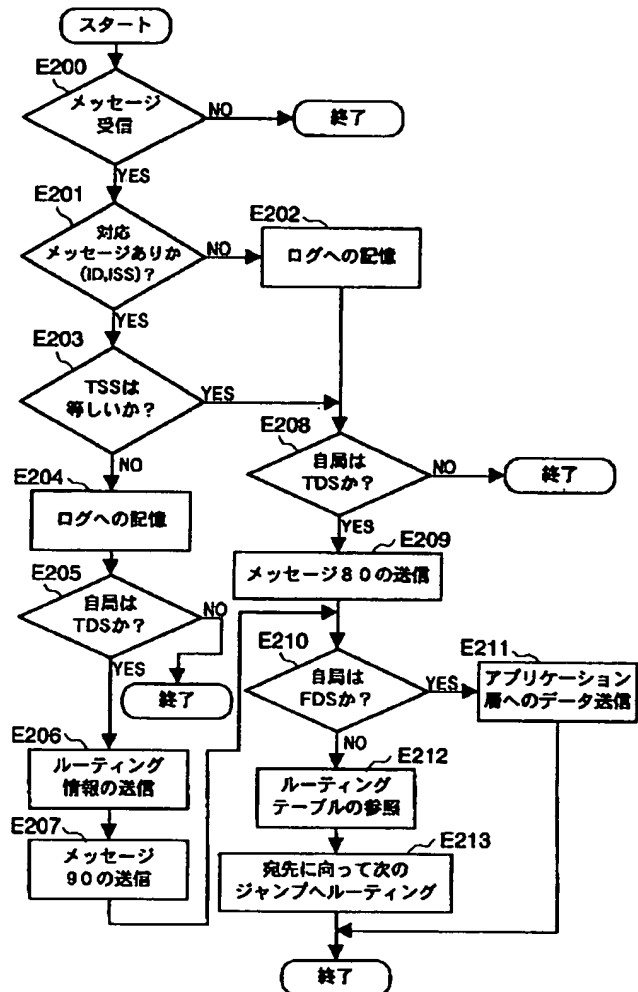 スタート
E200
メッセージ
受信
NO
終了
YES
E201
対応
メッセージありか
(ID,ISS)?
NO
E202
ログへの記憶
YES
E203
TSSは
等しいか?
YES
NO
E204
ログへの記憶
E205
自局は
TDSか?
NO
終了
YES
E206
ルーティング
情報の送信
E207
メッセージ
90の送信
E208
自局は
TDSか?
NO
終了
YES
E209
メッセージ80の送信
E210
自局は
FDSか?
YES
E211
アプリケーション
層へのデータ送信
NO
E212
ルーティング
テーブルの参照
E213
宛先に向って次の
ジャンプへルーティング
終了